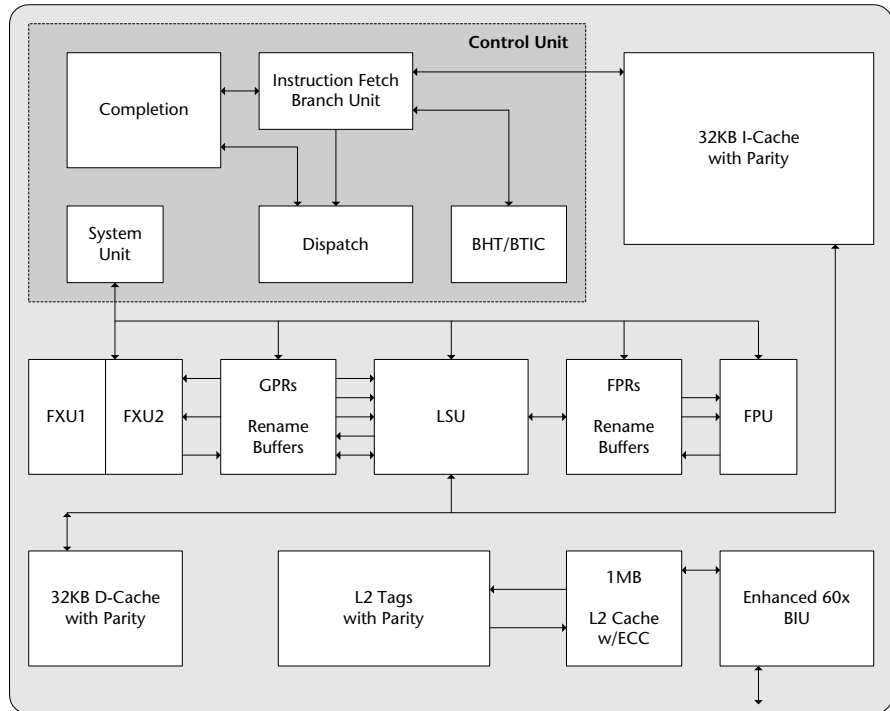 Control Unit
Completion
Instruction Fetch
Branch Unit
32KB I-Cache
with Parity
System
Unit
Dispatch
BHT/BTIC
FXU1
FXU2
GPRs
Rename
Buffers
LSU
FPRs
Rename
Buffers
FPU
32KB D-Cache
with Parity
L2 Tags
with Parity
1MB
L2 Cache
w/ECC
Enhanced 60x
BIU